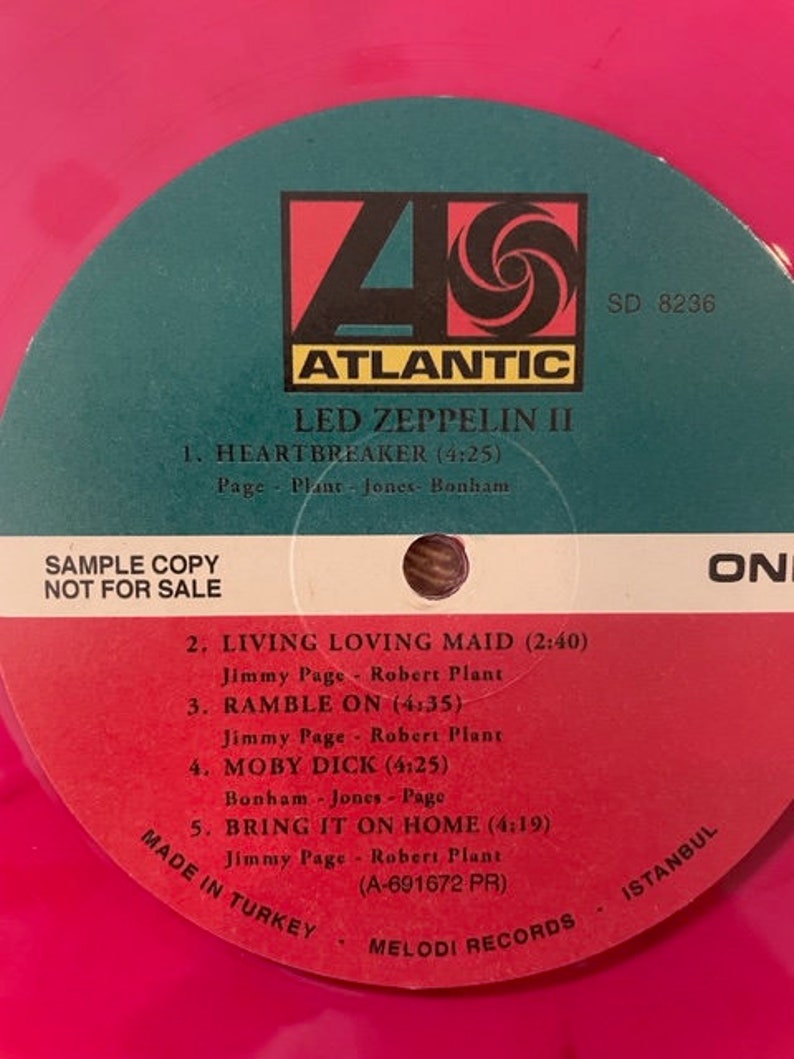 ATLANTIC
SD 8236
LED ZEPPELIN II
1. HEARTBREAKER (4:25)
Page - Plant - Jones- Bonham
SAMPLE COPY
NOT FOR SALE
2. LIVING LOVING MAID (2:40)
Jimmy Page - Robert Plant
3. RAMBLE ON (4:35)
Jimmy Page - Robert Plant
4. MOBY DICK (4:25)
Bonham - Jones - Page
5. BRING IT ON HOME (4:19)
Jimmy Page - Robert Plant
(A-691672 PR)
MADE IN TURKEY · MELODI RECORDS · ISTANBUL